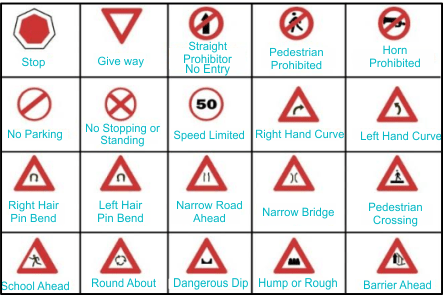 Stop
Give way
Straight
Prohibitor
No Entry
Pedestrian
Prohibited
Horn
Prohibited
No Parking
No Stopping or
Standing
50
Speed Limited
Right Hand Curve
Left Hand Curve
Right Hair
Pin Bend
Left Hair
Pin Bend
Narrow Road
Ahead
Narrow Bridge
Pedestrian
Crossing
School Ahead
Round About
Dangerous Dip
Hump or Rough
Barrier Ahead